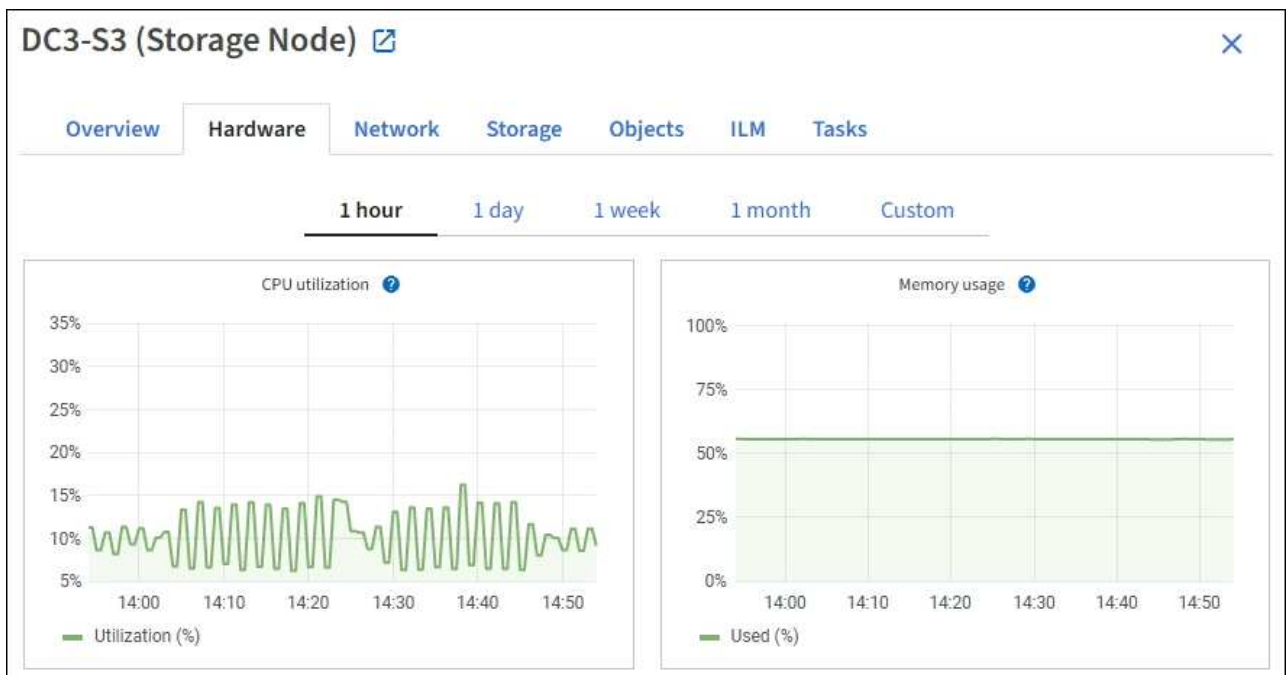 DC3-S3 (Storage Node)
Overview Hardware Network Storage Objects ILM Tasks
1 hour 1 day 1 week 1 month Custom
CPU utilization ?
35%
30%
25%
20%
15%
10%
5%
14:00 14:10 14:20 14:30 14:40 14:50
Utilization (%)
Memory usage ?
100%
75%
50%
25%
0%
14:00 14:10 14:20 14:30 14:40 14:50
Used (%)